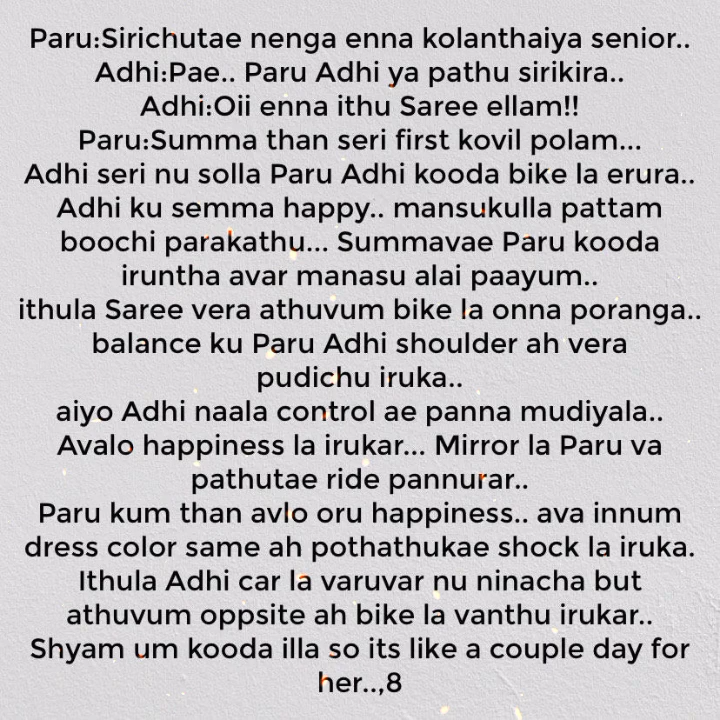 Paru:Sirichutae nenga enna kolanthaiya senior..
Adhi:Pae.. Paru Adhi ya pathu sirikira..
Adhi:Oii enna ithu Saree ellam!!
Paru:Summa than seri first kovil polam...
Adhi seri nu solla Paru Adhi kooda bike la erura..
Adhi ku semma happy.. mansukulla pattam
boochi parakathu... Summavae Paru kooda
iruntha avar manasu alai paayum..
ithula Saree vera athuvum bike la onna poranga..
balance ku Paru Adhi shoulder ah vera
pudichu iruka..
aiyo Adhi naala control ae panna mudiyala..
Avalo happiness la irukar... Mirror la Paru va
pathutae ride pannurar..
Paru kum than avlo oru happiness.. ava innum
dress color same ah pothathukae shock la iruka.
Ithula Adhi car la varuvar nu ninacha but
athuvum oppsite ah bike la vanthu irukar..
Shyam um kooda illa so its like a couple day for
her..,8